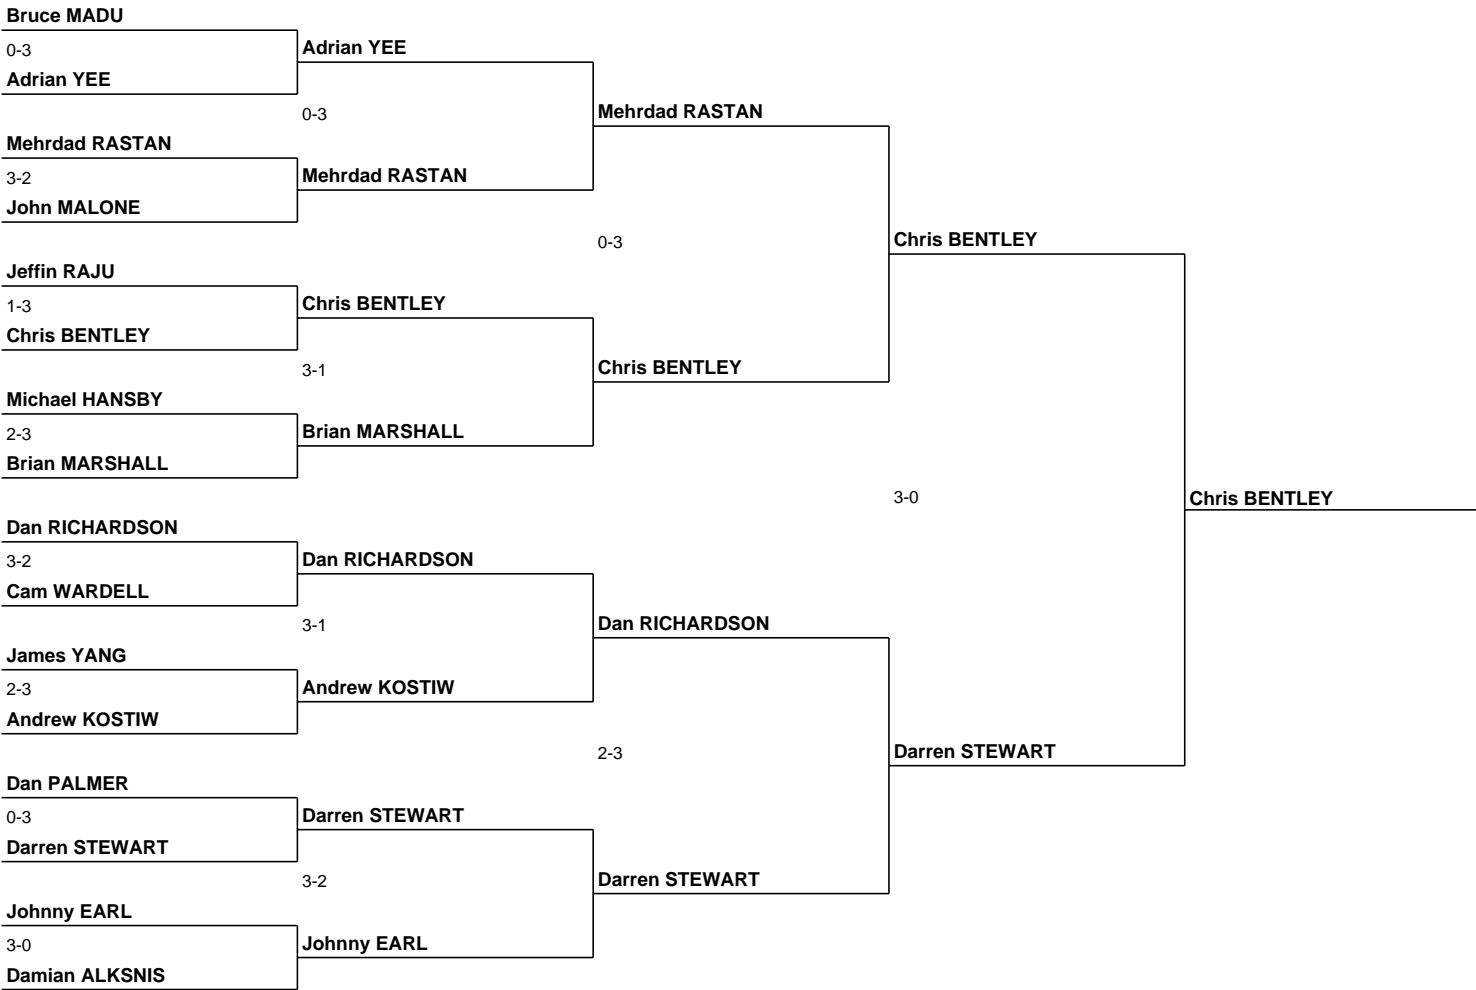 Bruce MADU
0-3
Adrian YEE
Adrian YEE
0-3
Mehrdad RASTAN
Mehrdad RASTAN
3-2
Mehrdad RASTAN
John MALONE
0-3
Chris BENTLEY
Jeffin RAJU
1-3
Chris BENTLEY
Chris BENTLEY
3-1
Chris BENTLEY
Michael HANSBY
2-3
Brian MARSHALL
Brian MARSHALL
3-0
Chris BENTLEY
Dan RICHARDSON
3-2
Dan RICHARDSON
Cam WARDELL
3-1
Dan RICHARDSON
James YANG
2-3
Andrew KOSTIW
Andrew KOSTIW
2-3
Darren STEWART
Dan PALMER
0-3
Darren STEWART
Darren STEWART
3-2
Darren STEWART
Johnny EARL
3-0
Johnny EARL
Damian ALKSNIS